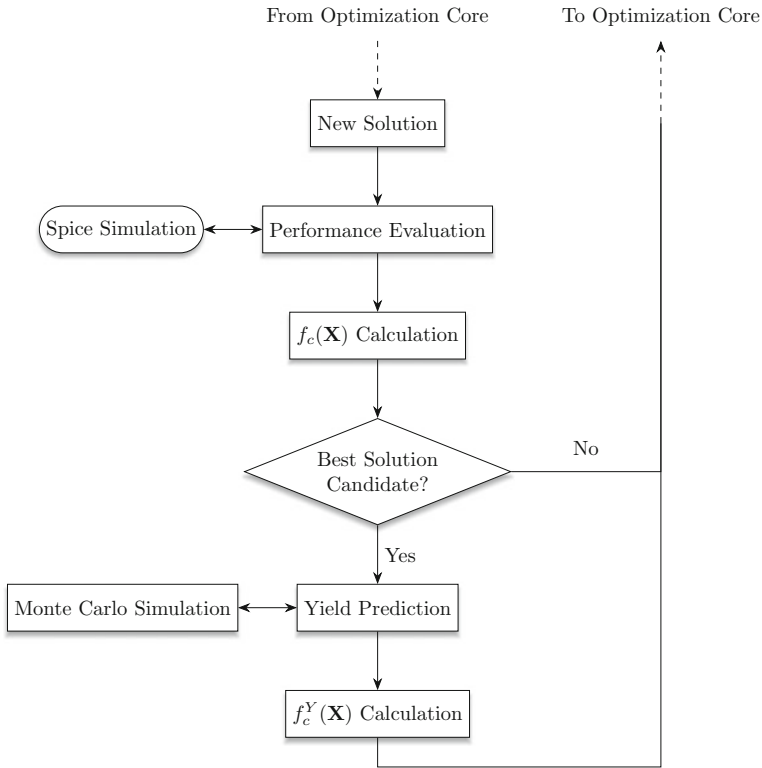 From Optimization Core
To Optimization Core
New Solution
Spice Simulation
Performance Evaluation
f_c(X) Calculation
Best Solution
Candidate?
No
Yes
Monte Carlo Simulation
Yield Prediction
f_c^Y(X) Calculation